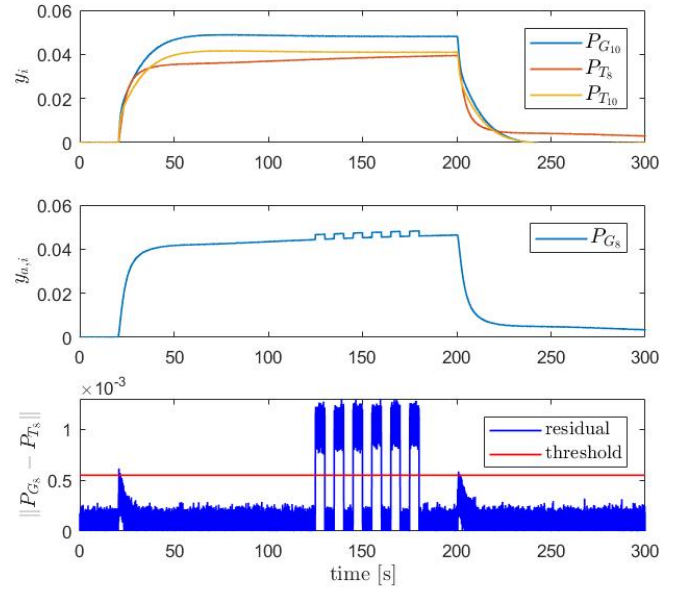 0.06
0.04
0.02
0
y_i
P_{G_{10}}
P_{T_8}
P_{T_{10}}
0 50 100 150 200 250 300
0.06
0.04
0.02
0
y_{a,i}
P_{G_8}
0 50 100 150 200 250 300
×10^{-3}
1
0.5
0
||P_{G_8} − P_{T_8}||
residual
threshold
0 50 100 150 200 250 300
time [s]